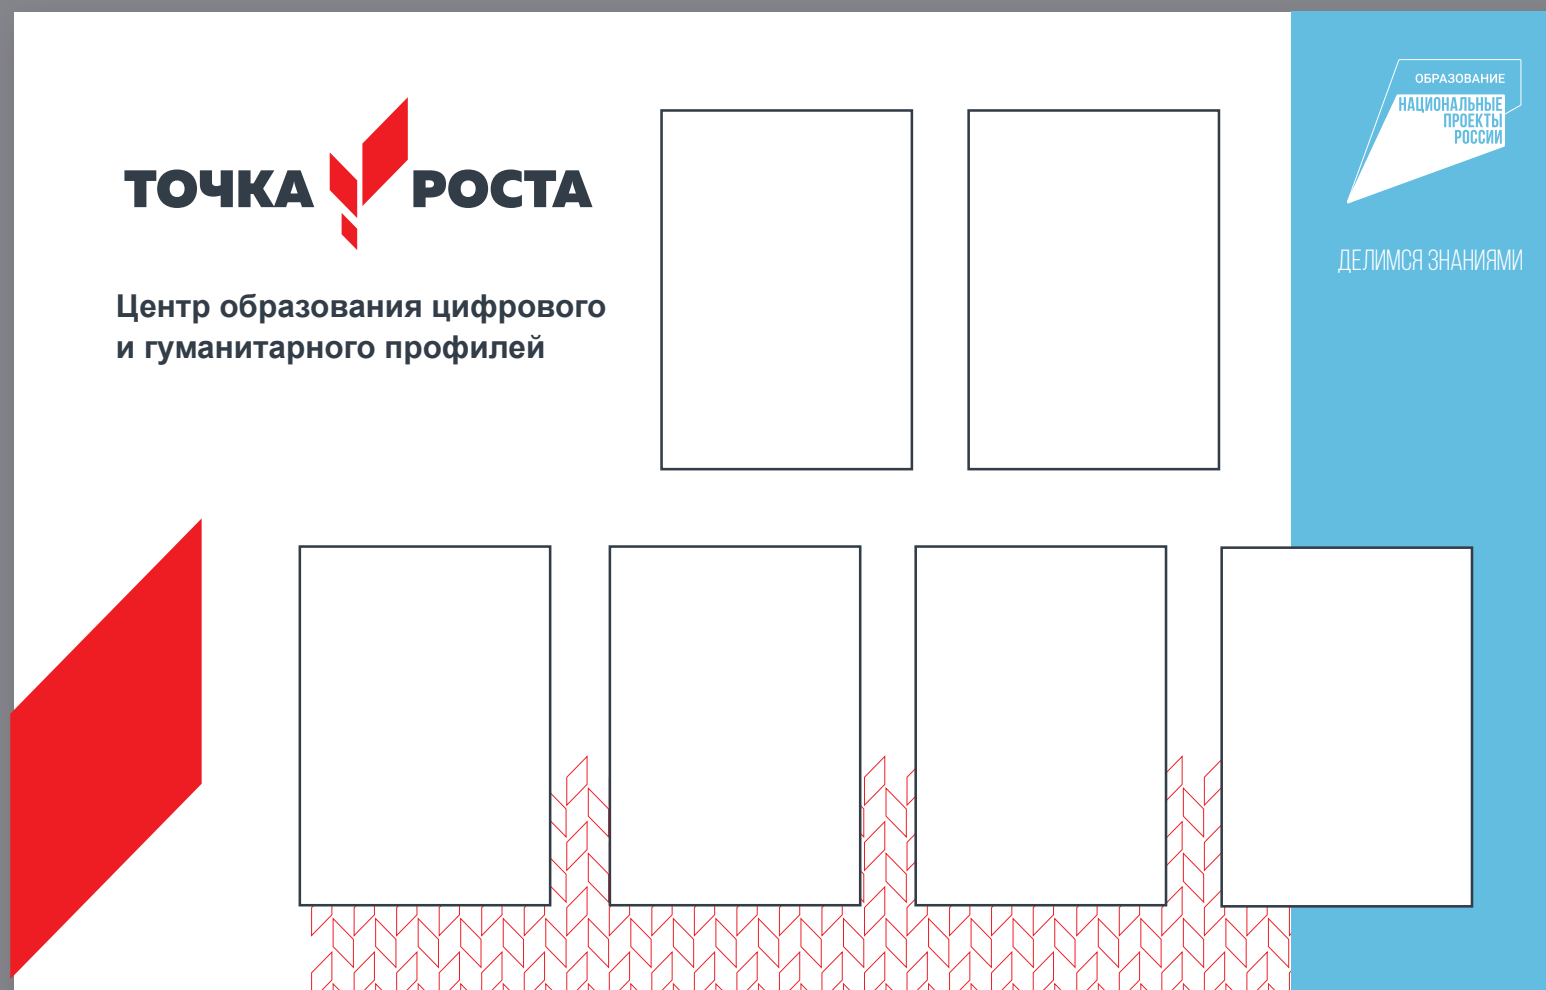 ТОЧКА РОСТА
Центр образования цифрового
и гуманитарного профилей
ОБРАЗОВАНИЕ
НАЦИОНАЛЬНЫЕ
ПРОЕКТЫ
РОССИИ
ДЕЛИМСЯ ЗНАНИЯМИ